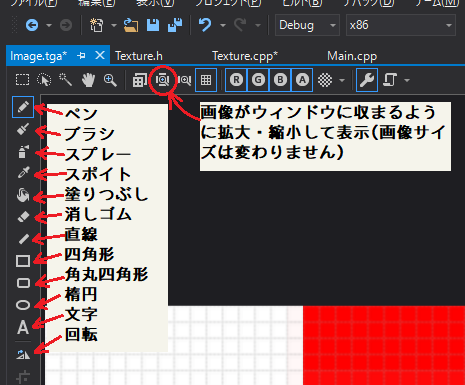 ファイル(F) 編集(E) 表示(V) プロジェクト(P) ビルド(B) デバッグ(D) チーム(M)
Debug x86
Image.tga* Texture.h Texture.cpp* Main.cpp
R G B A
画像がウィンドウに収まるよう
に拡大・縮小して表示(画像サイ
ズは変わりません)
ペン
ブラシ
スプレー
スポイト
塗りつぶし
消しゴム
直線
四角形
角丸四角形
楕円
A 文字
回転